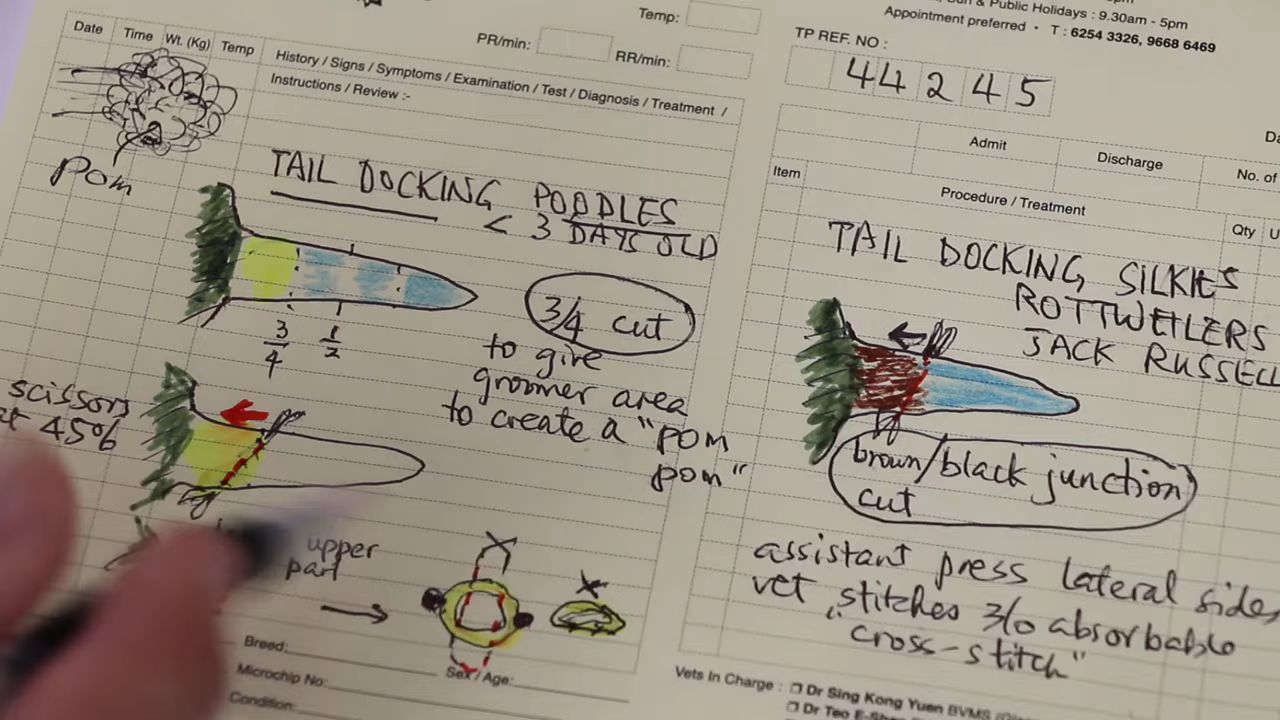 Temp:
PR/min:
RR/min:
Public Holidays : 9.30am - 5pm
Appointment preferred • T : 6254 3326, 9668 6469
TP REF. NO :
44245
Date Time Wt. (Kg) Temp
History / Signs / Symptoms / Examination / Test / Diagnosis / Treatment /
Instructions / Review :-
pom
TAIL DOCKING POODLES
< 3 DAYS OLD
3/4 1/2
3/4 cut
to give
groomer area
to create a "pom
pom"
scissors
at 45%
upper
part
Breed:
Sex / Age:
Microchip No:
Condition:
Admit Discharge No. of
Item Procedure / Treatment Qty
TAIL DOCKING SILKIES
ROTTWEILERS
JACK RUSSELL
brown/black junction
cut
assistant press lateral sides
vet stitches 3/0 absorbable
"cross-stitch"
Vets In Charge : Dr Sing Kong Yuen BVMS
Dr Teo